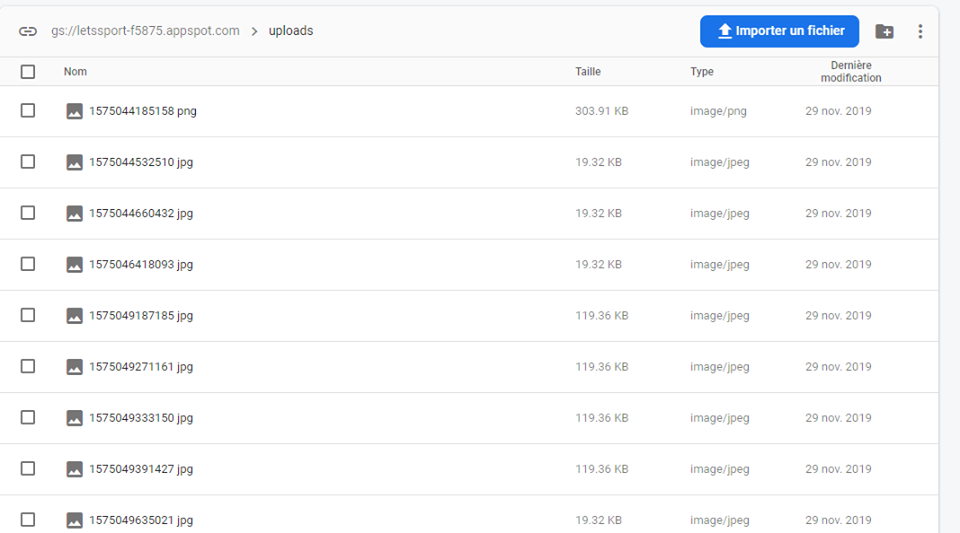 gs://letssport-f5875.appspot.com > uploads Importer un fichier
Nom Taille Type Dernière modification
1575044185158 png 303.91 KB image/png 29 nov. 2019
1575044532510 jpg 19.32 KB image/jpeg 29 nov. 2019
1575044660432 jpg 19.32 KB image/jpeg 29 nov. 2019
1575046418093 jpg 19.32 KB image/jpeg 29 nov. 2019
1575049187185 jpg 119.36 KB image/jpeg 29 nov. 2019
1575049271161 jpg 119.36 KB image/jpeg 29 nov. 2019
1575049333150 jpg 119.36 KB image/jpeg 29 nov. 2019
1575049391427 jpg 119.36 KB image/jpeg 29 nov. 2019
1575049635021 jpg 19.32 KB image/jpeg 29 nov. 2019